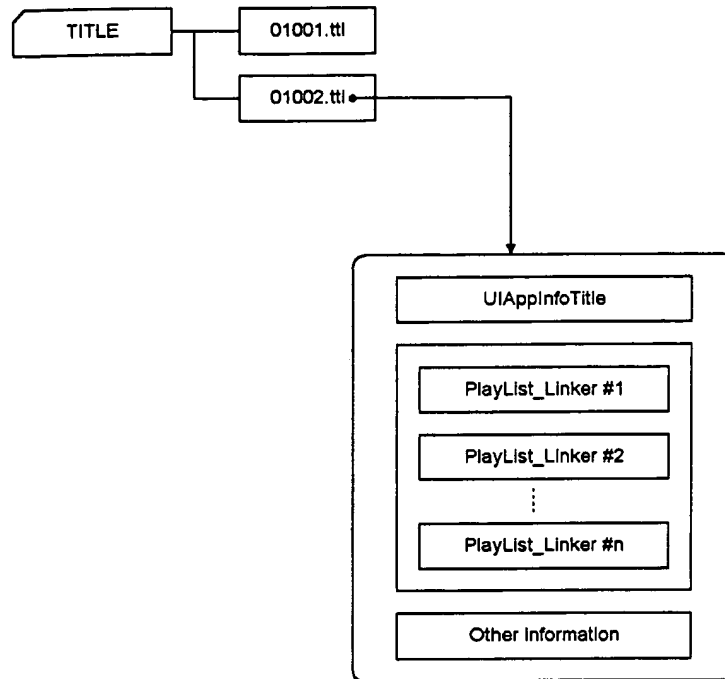 TITLE
01001.ttl
01002.ttl
UIAppInfoTitle
PlayList_Linker #1
PlayList_Linker #2
PlayList_Linker #n
Other Information